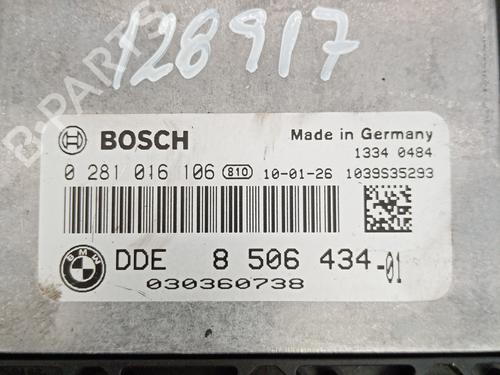 128917
B-PARTS
BOSCH
Made in Germany
1334 0484
0 281 016 106 810 10-01-26 1039S35293
BMW
DDE 8 506 434-01
030360738